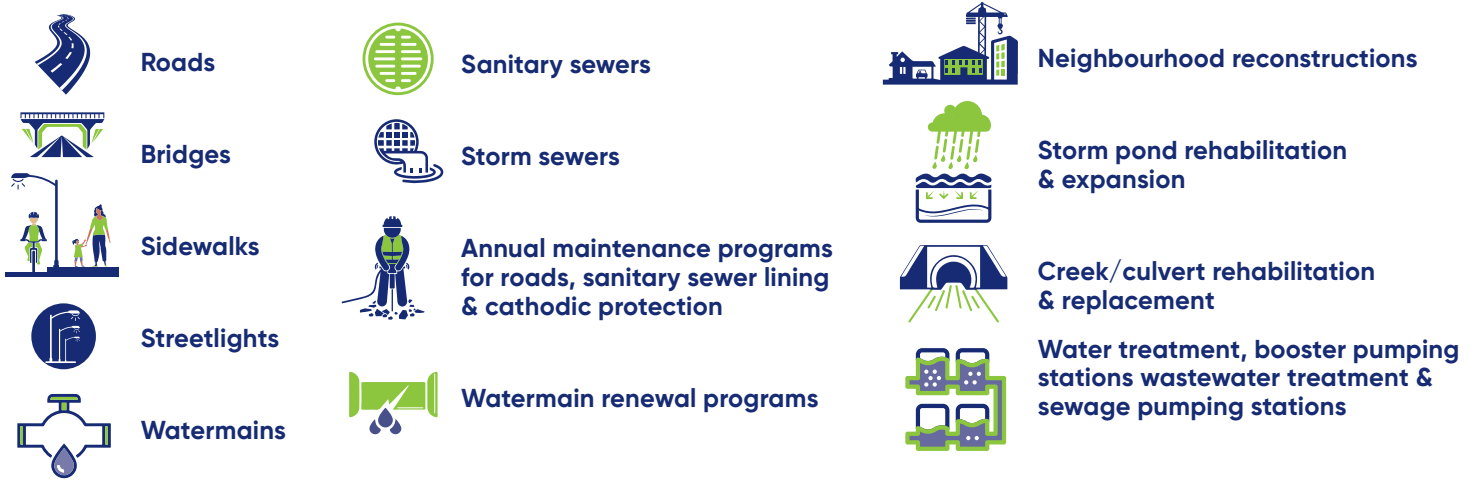 Roads
Bridges
Sidewalks
Streetlights
Watermains
Sanitary sewers
Storm sewers
Annual maintenance programs
for roads, sanitary sewer lining
& cathodic protection
Watermain renewal programs
Neighbourhood reconstructions
Storm pond rehabilitation
& expansion
Creek/culvert rehabilitation
& replacement
Water treatment, booster pumping
stations wastewater treatment &
sewage pumping stations